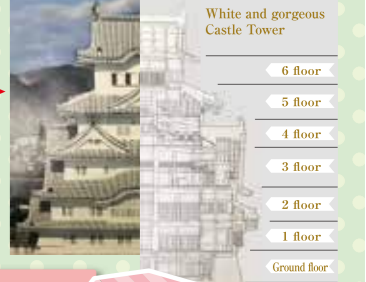 White and gorgeous
Castle Tower
6 floor
5 floor
4 floor
3 floor
2 floor
1 floor
Ground floor